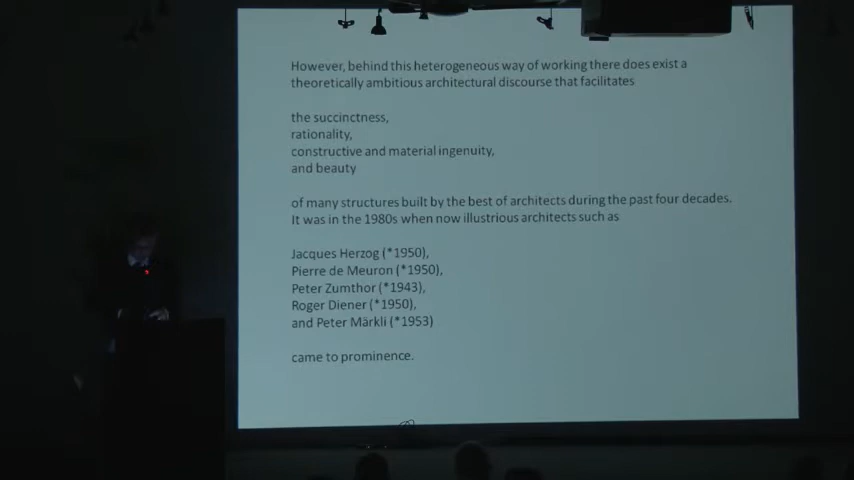 However, behind this heterogeneous way of working there does exist a
theoretically ambitious architectural discourse that facilitates
the succinctness,
rationality,
constructive and material ingenuity,
and beauty
of many structures built by the best of architects during the past four decades.
It was in the 1980s when now illustrious architects such as
Jacques Herzog (*1950),
Pierre de Meuron (*1950),
Peter Zumthor (*1943),
Roger Diener (*1950),
and Peter Märkli (*1953)
came to prominence.